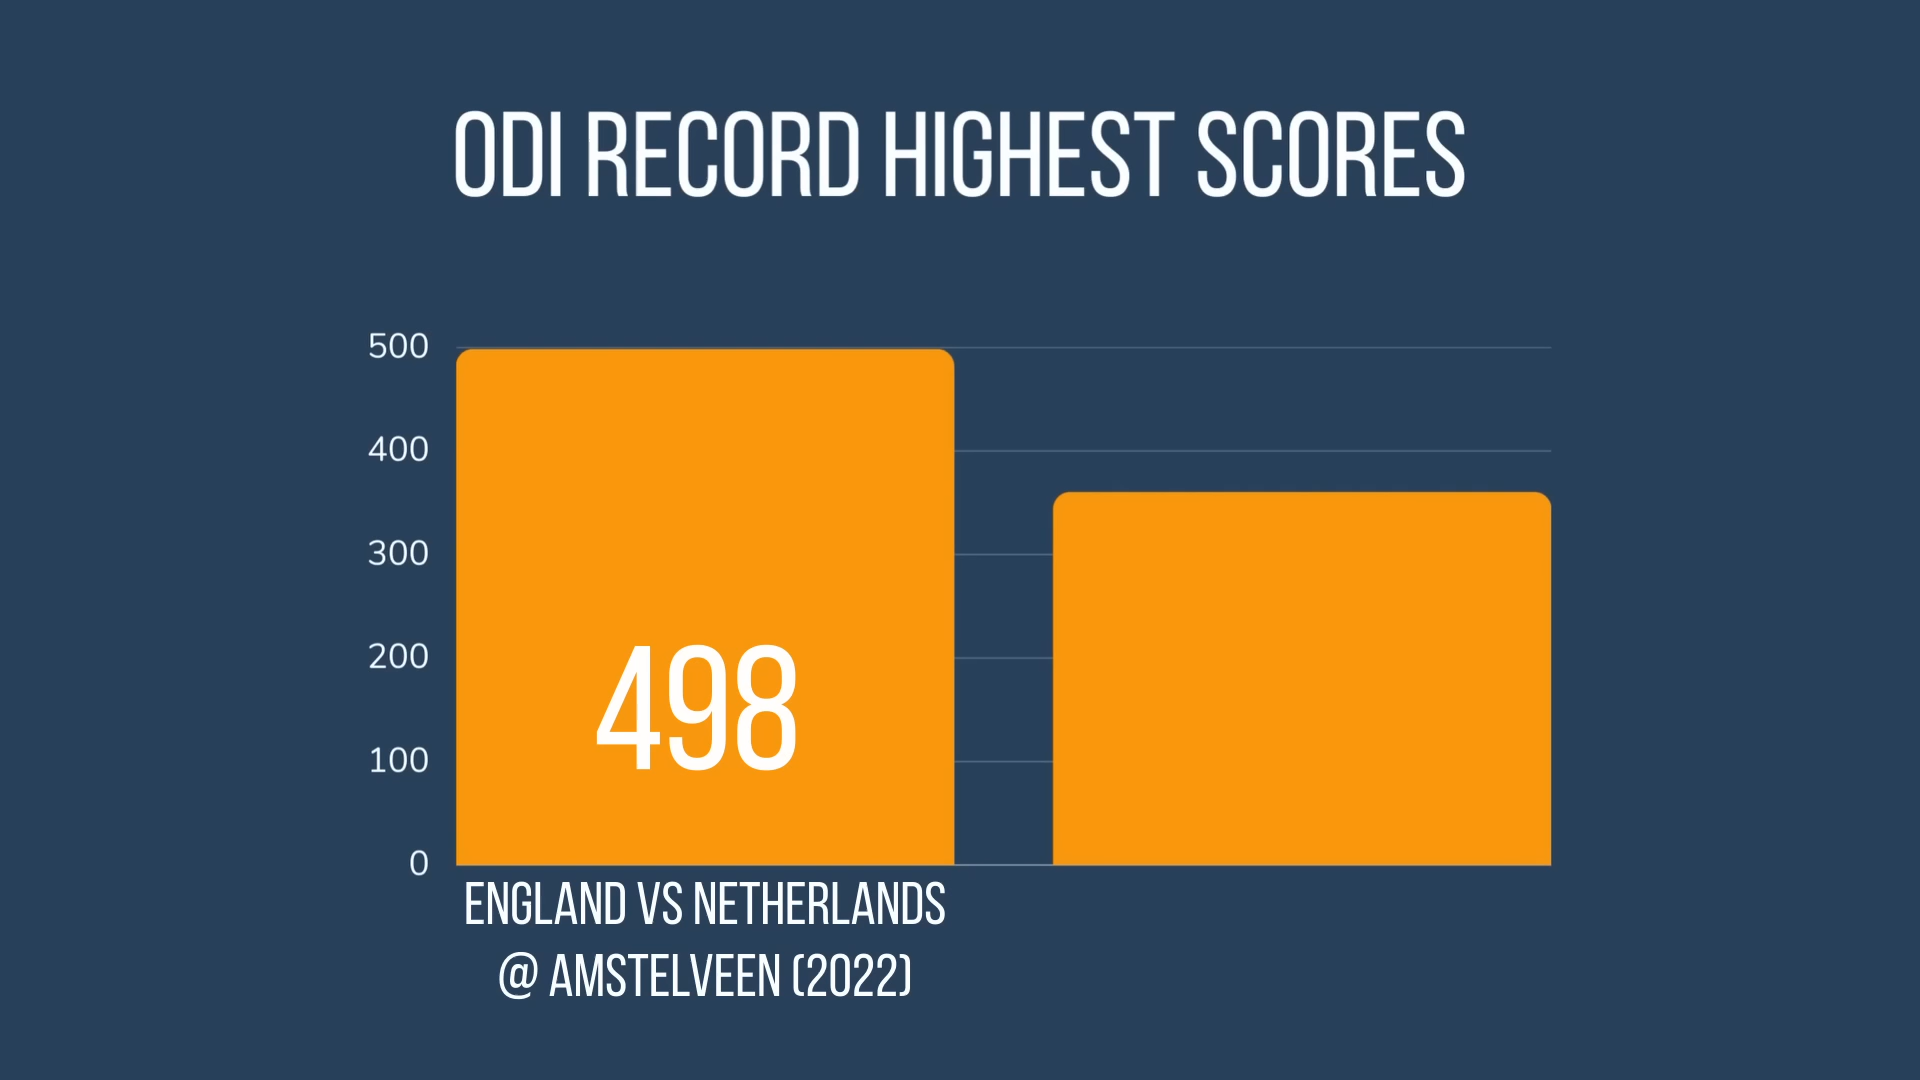 ODI RECORD HIGHEST SCORES
500
400
300
200
100
0
498
ENGLAND VS NETHERLANDS
@ AMSTELVEEN (2022)